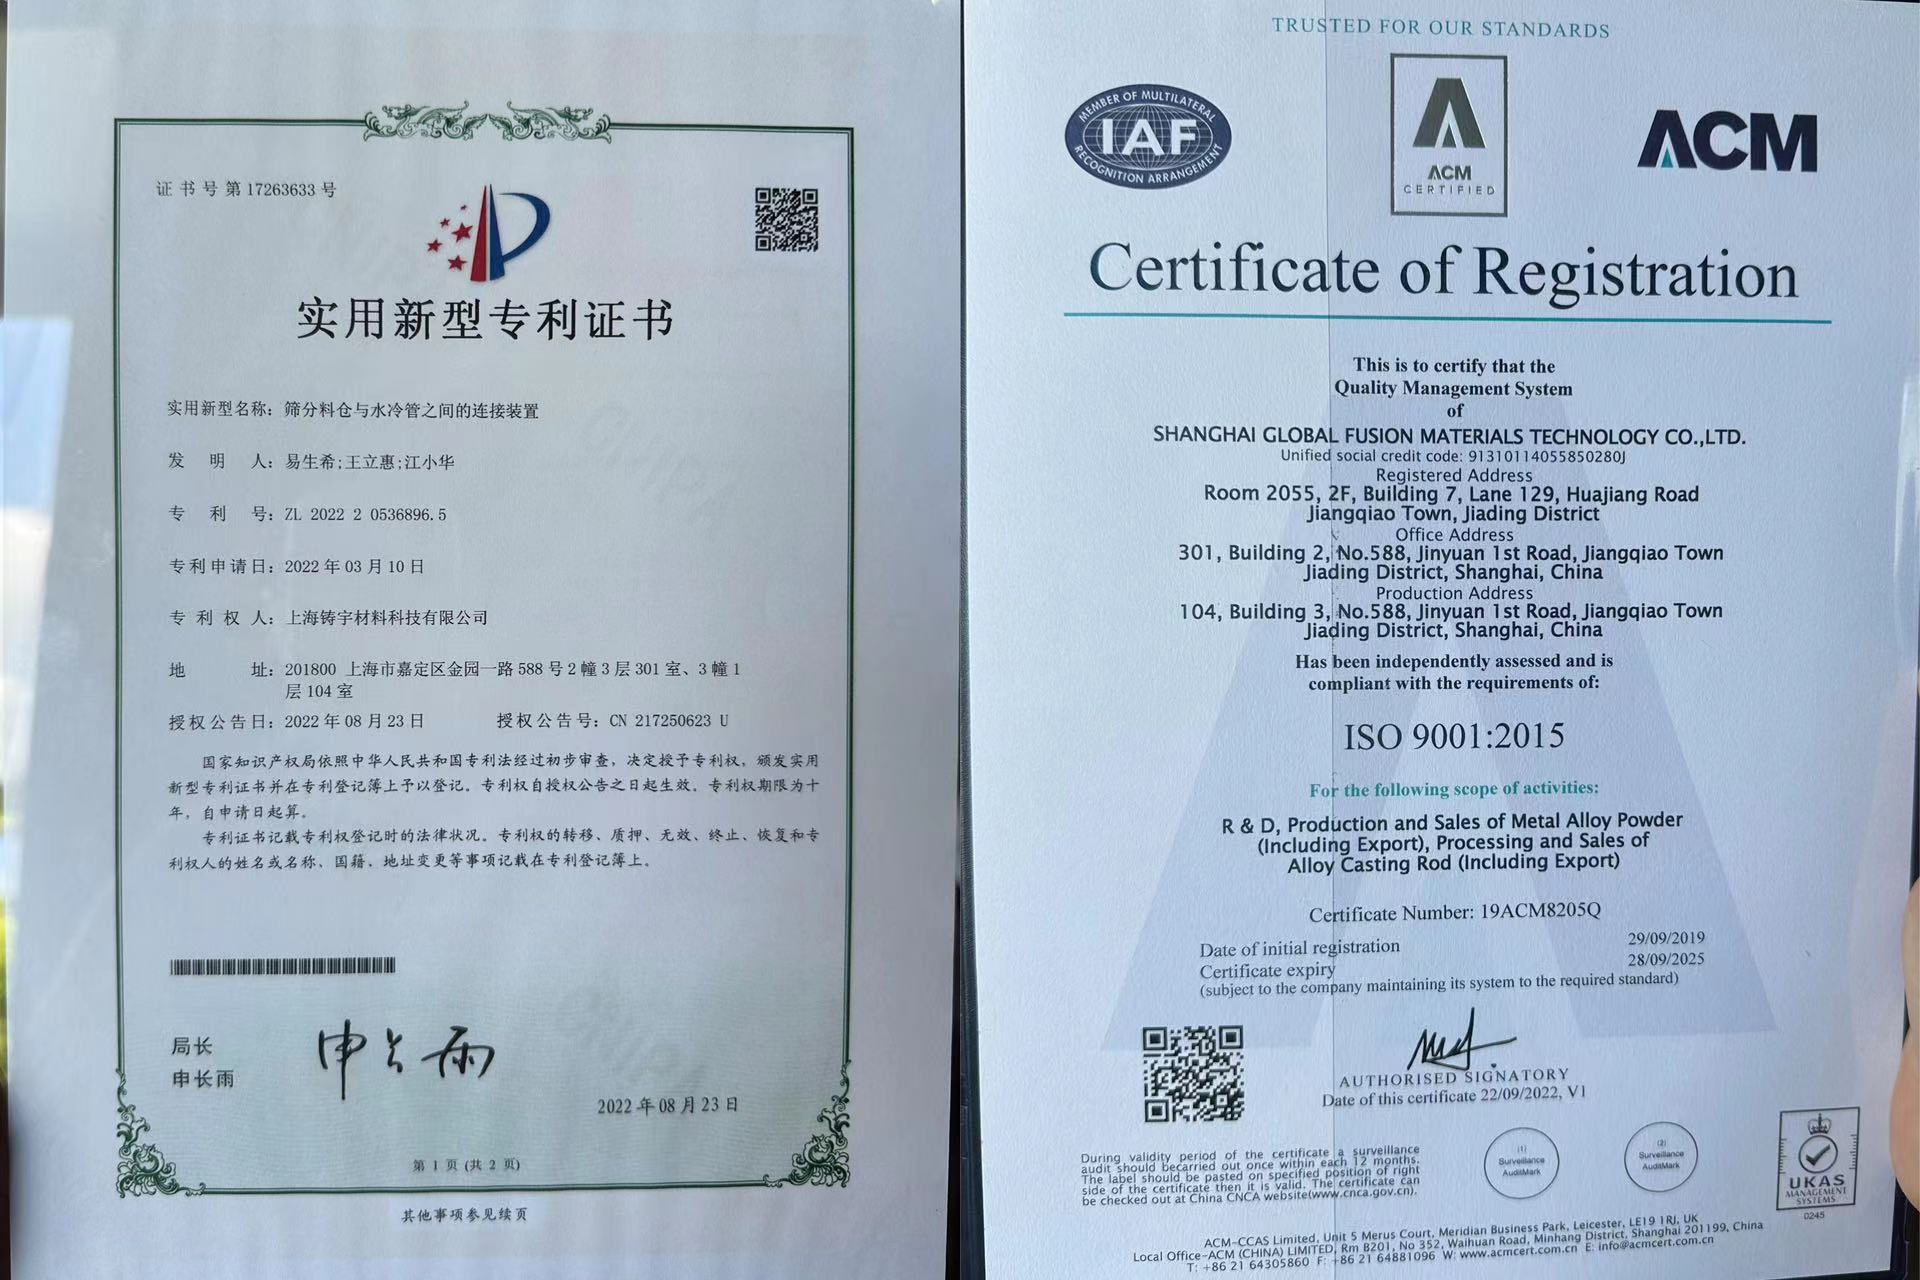 证书号第17263633号
实用新型专利证书
实用新型名称：筛分料仓与水冷管之间的连接装置
发明人：易生希;王立惠;江小华
专利号：ZL 2022 2 0536896.5
专利申请日：2022年03月10日
专利权人：上海铸宇材料科技有限公司
地址：201800 上海市嘉定区金园一路588号2幢3层301室、3幢1
层104室
授权公告日：2022年08月23日 授权公告号：CN 217250623 U
国家知识产权局依照中华人民共和国专利法经过初步审查，决定授予专利权，颁发实用
新型专利证书并在专利登记簿上予以登记。专利权自授权公告之日起生效。专利权期限为十
年，自申请日起算。
专利证书记载专利权登记时的法律状况。专利权的转移、质押、无效、终止、恢复和专
利权人的姓名或名称、国籍、地址变更等事项记载在专利登记簿上。
局长
申长雨
申长雨
2022年08月23日
第 1 页 (共 2 页)
其他事项参见续页
TRUSTED FOR OUR STANDARDS
MEMBER OF MULTILATERAL
IAF
RECOGNITION ARRANGEMENT
ACM
CERTIFIED
ACM
Certificate of Registration
This is to certify that the
Quality Management System
of
SHANGHAI GLOBAL FUSION MATERIALS TECHNOLOGY CO.,LTD.
Unified social credit code: 91310114055850280J
Registered Address
Room 2055, 2F, Building 7, Lane 129, Huajiang Road
Jiangqiao Town, Jiading District
Office Address
301, Building 2, No.588, Jinyuan 1st Road, Jiangqiao Town
Jiading District, Shanghai, China
Production Address
104, Building 3, No.588, Jinyuan 1st Road, Jiangqiao Town
Jiading District, Shanghai, China
Has been independently assessed and is
compliant with the requirements of:
ISO 9001:2015
For the following scope of activities:
R & D, Production and Sales of Metal Alloy Powder
(Including Export), Processing and Sales of
Alloy Casting Rod (Including Export)
Certificate Number: 19ACM8205Q
Date of initial registration 29/09/2019
Certificate expiry 28/09/2025
(subject to the company maintaining its system to the required standard)
AUTHORISED SIGNATORY
Date of this certificate 22/09/2022, V1
During validity period of the certificate a surveillance
audit should becarried out once within each 12 months.
The label should be pasted on specified position of right
side of the certificate then it is valid. The certificate can
be checked out at China CNCA website(www.cnca.gov.cn).
(1)
Surveillance
AuditMark
(2)
Surveillance
AuditMark
UKAS
MANAGEMENT
SYSTEMS
0245
ACM-CCAS Limited, Unit 5 Merus Court, Meridian Business Park, Leicester, LE19 1RJ, UK
Local Office-ACM (CHINA) LIMITED, Rm B201, No 352, Waihuan Road, Minhang District, Shanghai 201199, China
T: +86 21 64305860 F: +86 21 64881096 W: www.acmcert.com.cn E: info@acmcert.com.cn